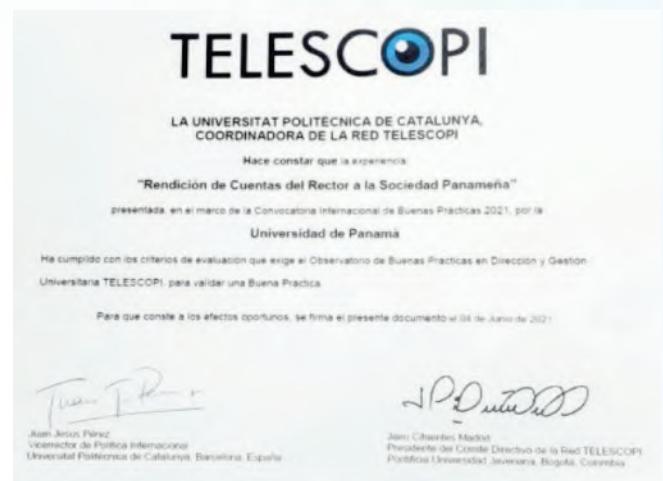 TELESCOPI
LA UNIVERSITAT POLITECNICA DE CATALUNYA,
COORDINADORA DE LA RED TELESCOPI
Hace constar que la experiencia:
"Rendición de Cuentas del Rector a la Sociedad Panameña"
presentada, en el marco de la Convocatoria Internacional de Buenas Prácticas 2021, por la
Universidad de Panamá
Ha cumplido con los criterios de evaluación que exige el Observatorio de Buenas Practicas en Dirección y Gestión
Universitaria TELESCOPI, para validar una Buena Practica.
Para que conste a los efectos oportunos, se firma el presente documento el 04 de Junio de 2021
Juan Jesus Pérez
Vicerrector de Política Internacional
Universitat Politècnica de Catalunya, Barcelona, España
Jairo Cifuentes Madrid
Presidente del Comité Directivo de la Red TELESCOPI
Pontificia Universidad Javeriana, Bogotá, Colombia